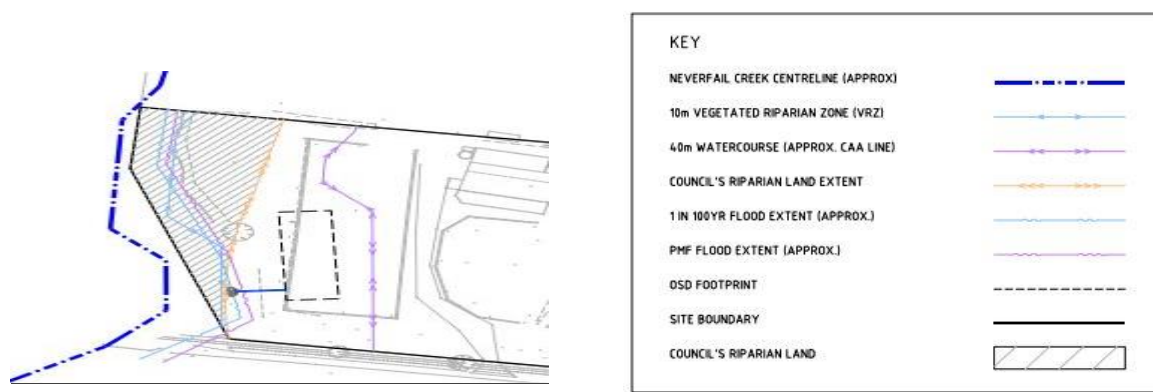 KEY
NEVERFAIL CREEK CENTRELINE (APPROX)
10m VEGETATED RIPARIAN ZONE (VRZ)
40m WATERCOURSE (APPROX. CAA LINE)
COUNCIL'S RIPARIAN LAND EXTENT
1 IN 100YR FLOOD EXTENT (APPROX.)
PMF FLOOD EXTENT (APPROX.)
OSD FOOTPRINT
SITE BOUNDARY
COUNCIL'S RIPARIAN LAND